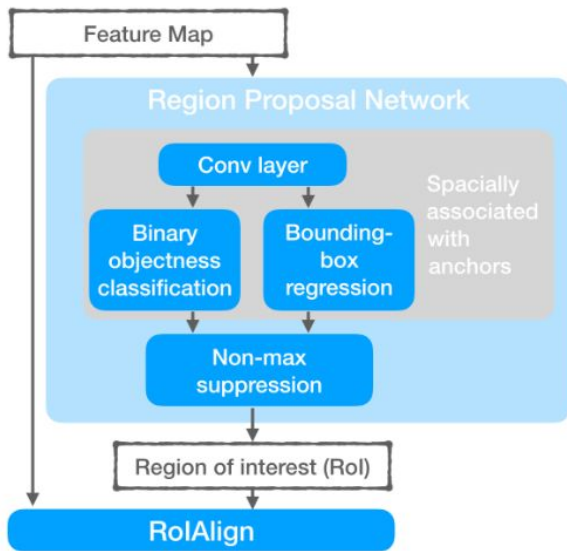 Feature Map
Region Proposal Network
Conv layer
Spacially
associated
with
anchors
Binary
objectness
classification
Bounding-
box
regression
Non-max
suppression
Region of interest (RoI)
RoIAlign